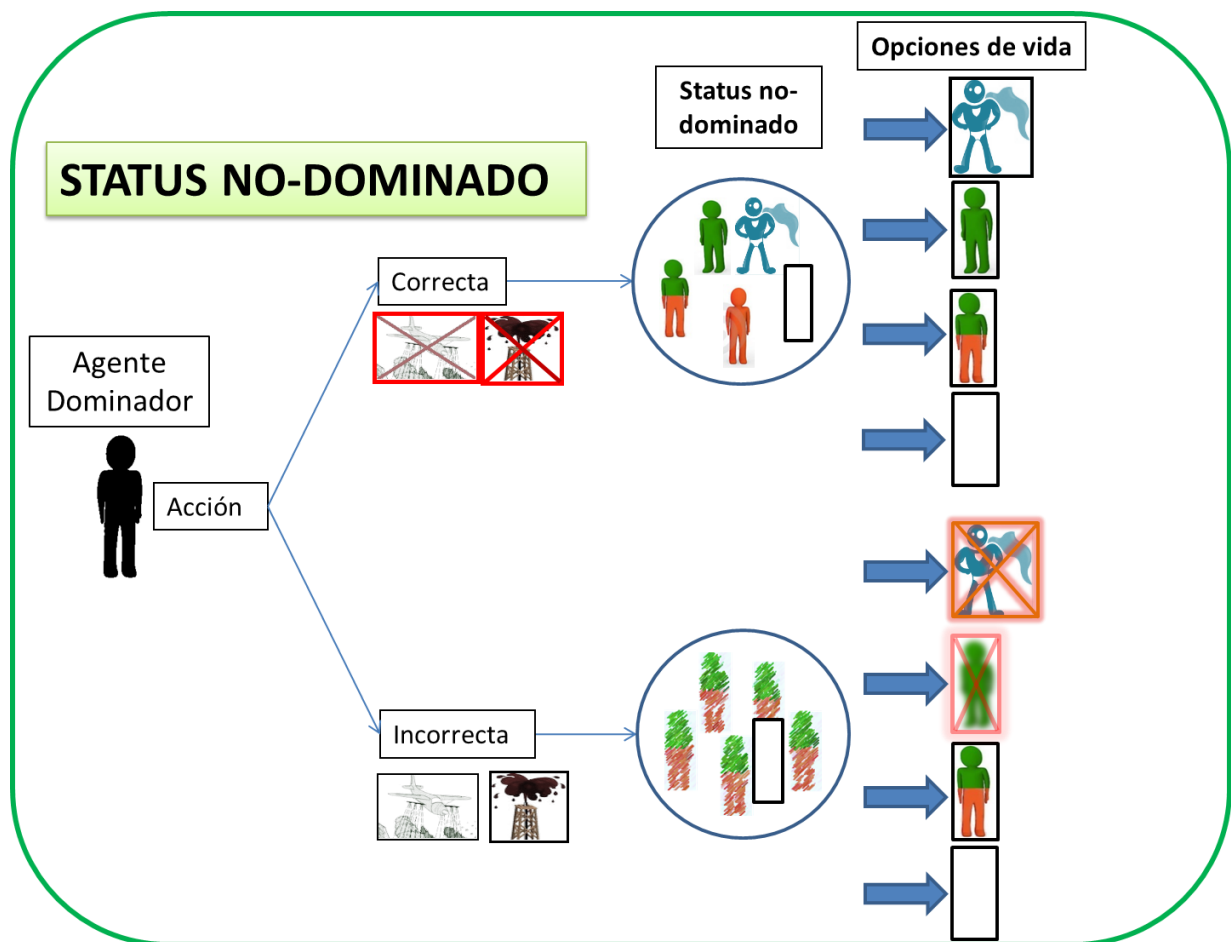 Opciones de vida
Status no-
dominado
STATUS NO-DOMINADO
Correcta
Agente
Dominador
Acción
Incorrecta